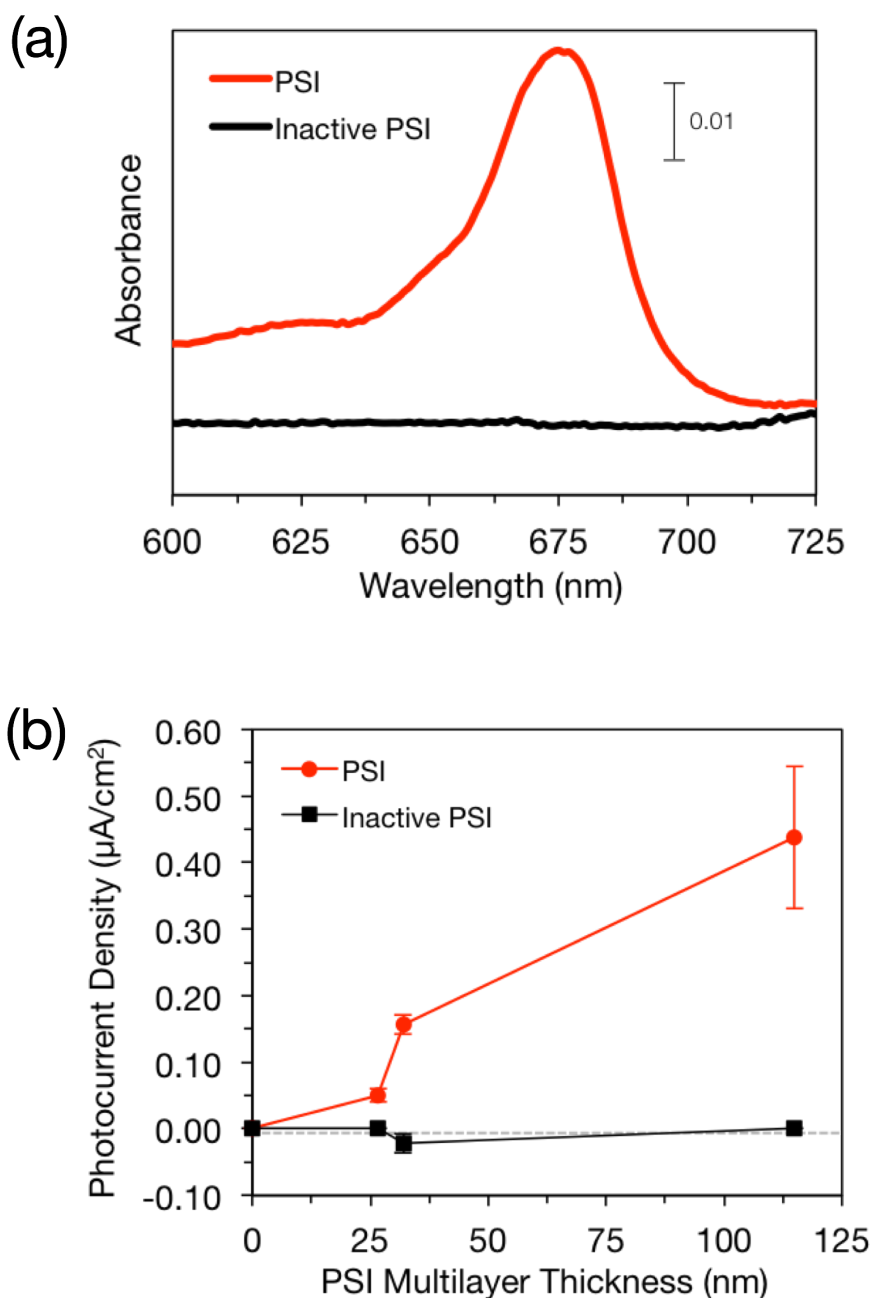 (a)
PSI
Inactive PSI
0.01
Absorbance
600 625 650 675 700 725
Wavelength (nm)
(b)
0.60
0.50
0.40
0.30
0.20
0.10
0.00
-0.10
PSI
Inactive PSI
Photocurrent Density (µA/cm²)
0 25 50 75 100 125
PSI Multilayer Thickness (nm)